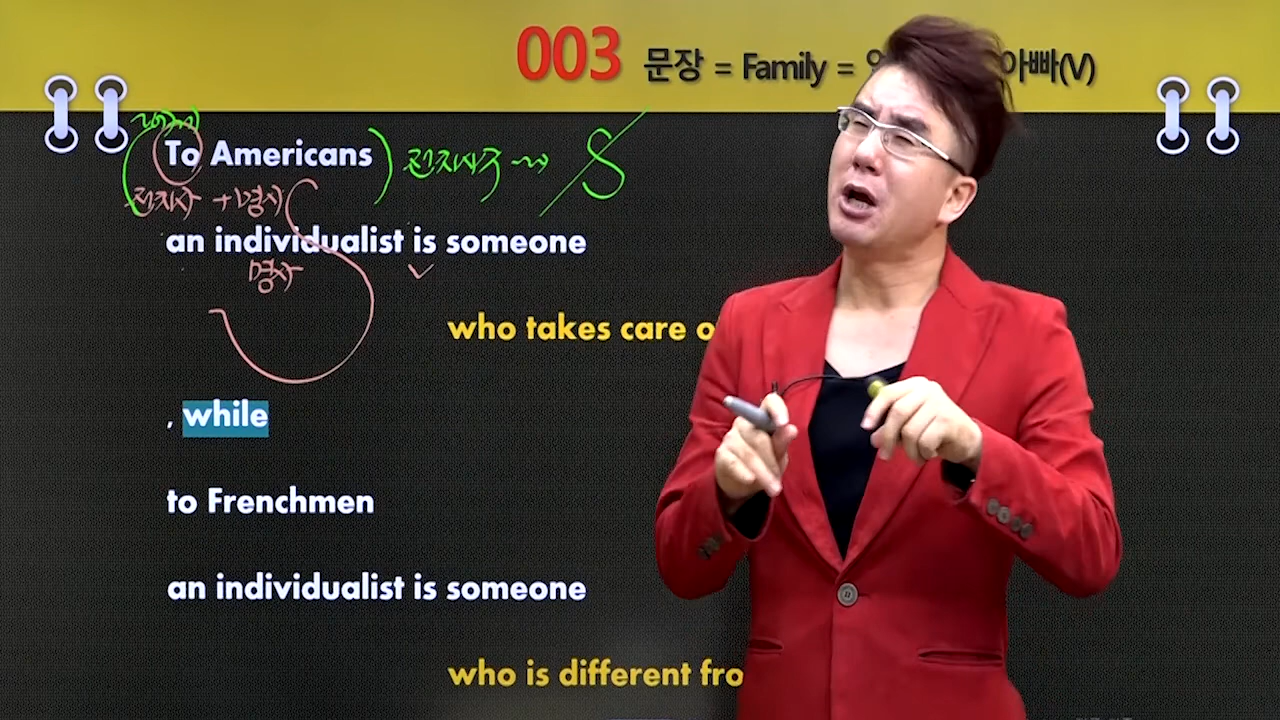 003 문장 = Family = 아빠(V)
To Americans 전치사구 S
전치사 + 명사
an individualist is someone
명사
who takes care
, while
to Frenchmen
an individualist is someone
who is different